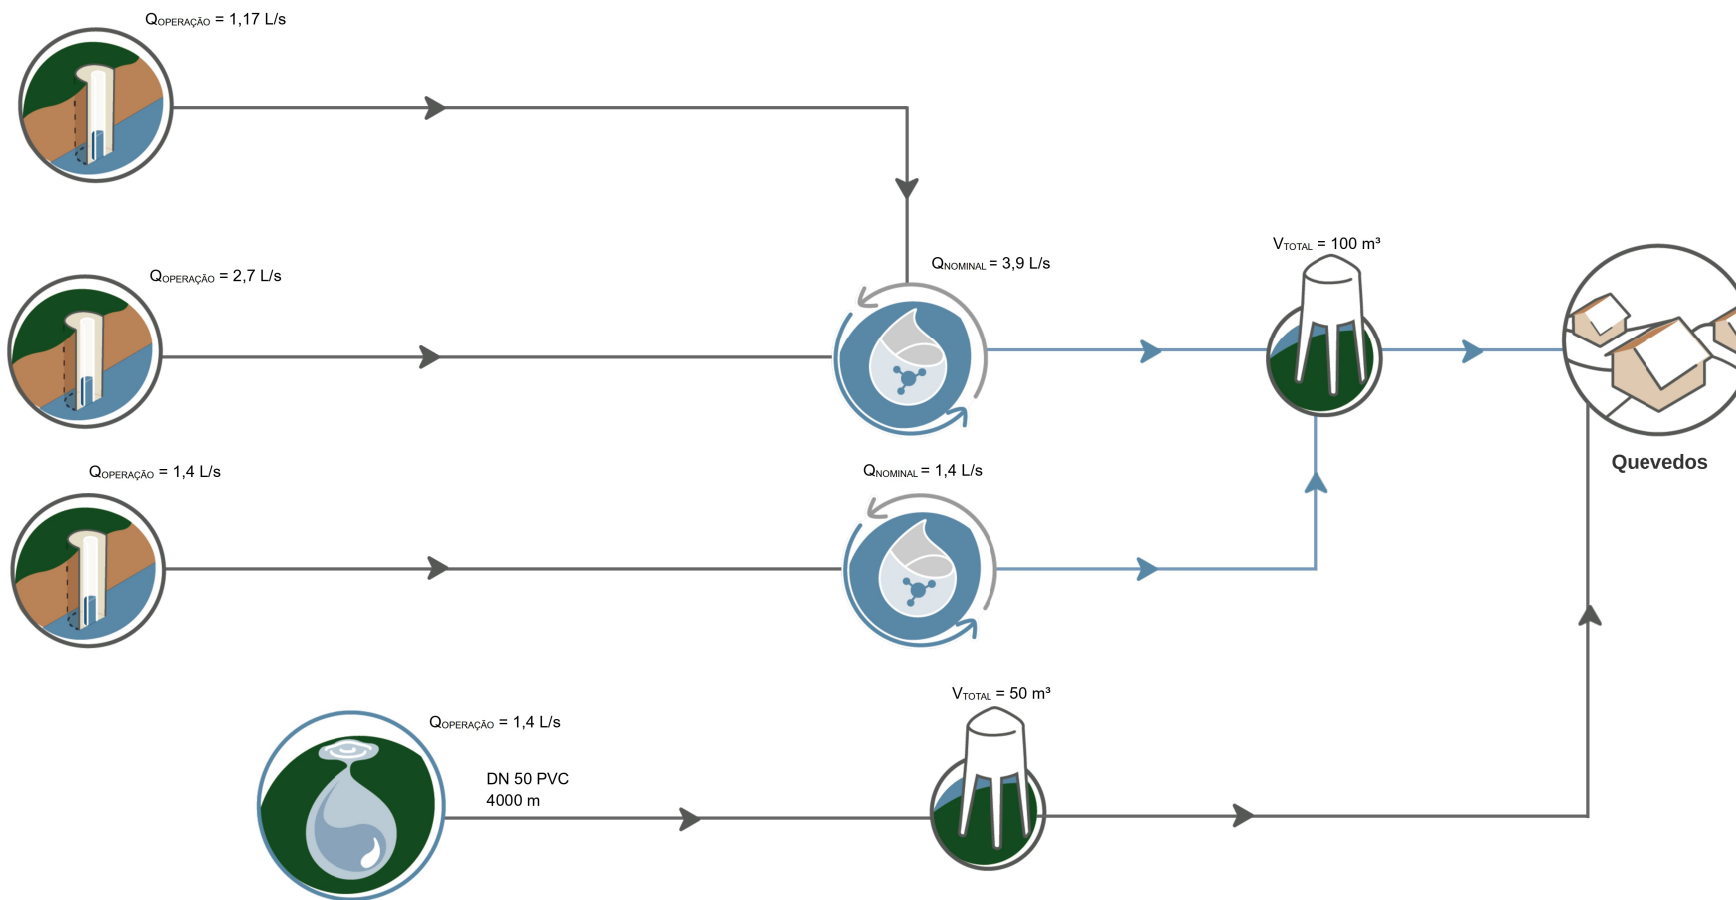 QOPERAÇÃO = 1,17 L/s
QOPERAÇÃO = 2,7 L/s
QNOMINAL = 3,9 L/s
VTOTAL = 100 m³
Quevedos
QOPERAÇÃO = 1,4 L/s
QNOMINAL = 1,4 L/s
QOPERAÇÃO = 1,4 L/s
DN 50 PVC
4000 m
VTOTAL = 50 m³